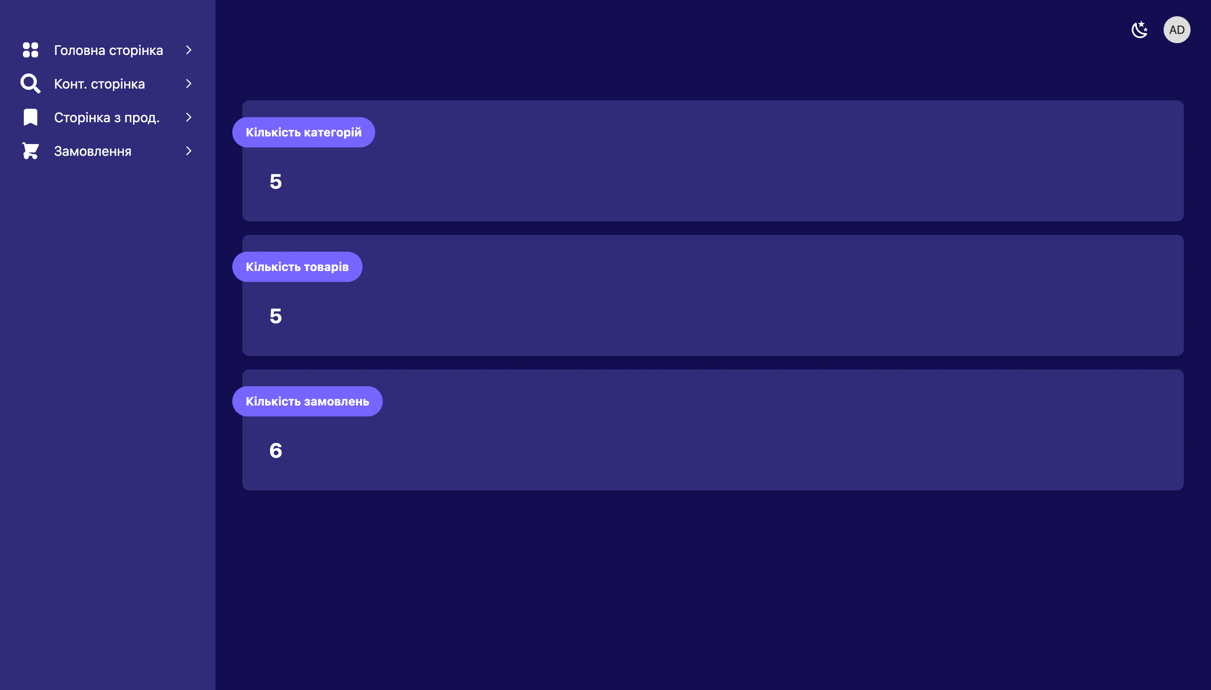 AD
Головна сторінка
Конт. сторінка
Сторінка з прод.
Замовлення
Кількість категорій
5
Кількість товарів
5
Кількість замовлень
6